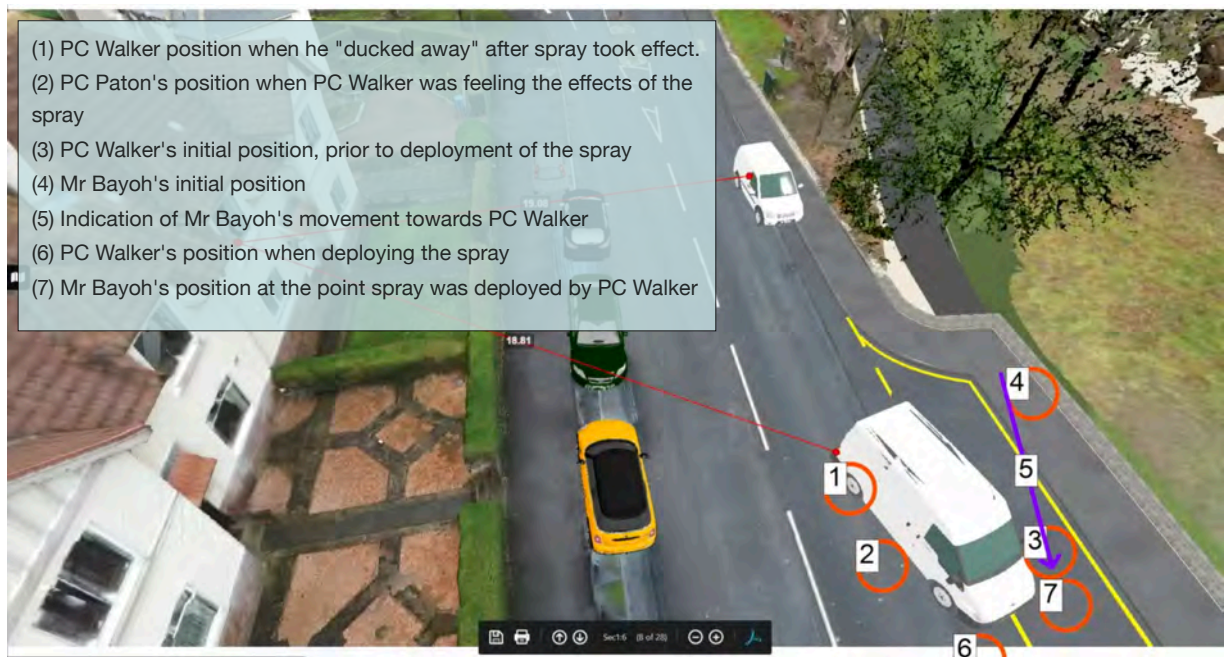 (1) PC Walker position when he "ducked away" after spray took effect.
(2) PC Paton's position when PC Walker was feeling the effects of the
spray
(3) PC Walker's initial position, prior to deployment of the spray
(4) Mr Bayoh's initial position
(5) Indication of Mr Bayoh's movement towards PC Walker
(6) PC Walker's position when deploying the spray
(7) Mr Bayoh's position at the point spray was deployed by PC Walker
19.08
18.81
4
5
1
3
2
7
6
Sec1:6 (8 of 28)